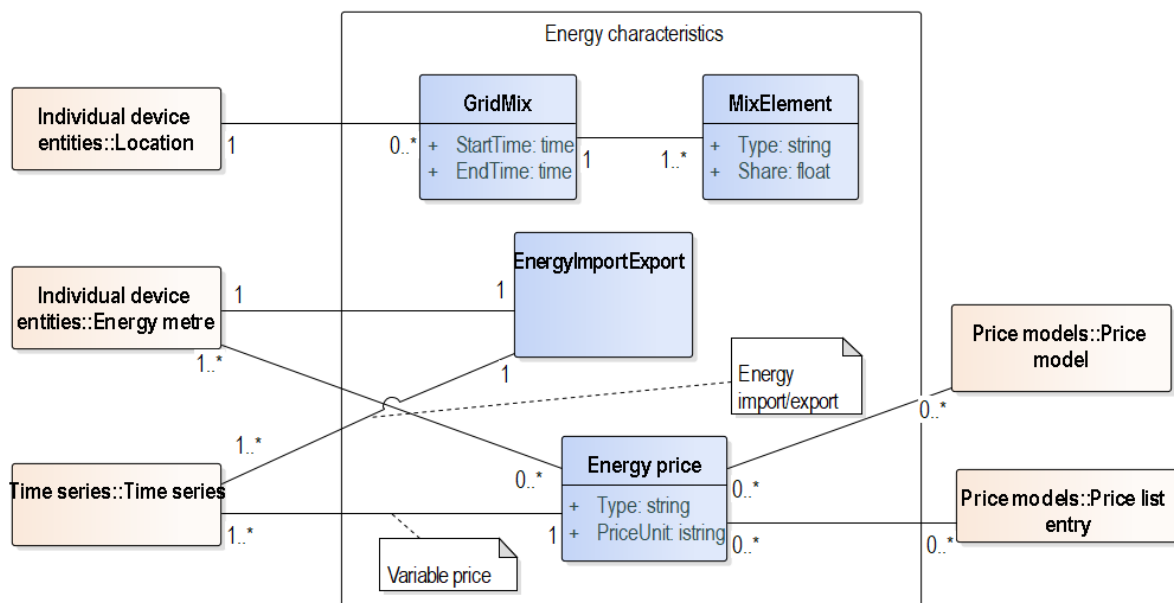 Energy characteristics
Individual device
entities::Location
1
0..*
GridMix
+ StartTime: time
+ EndTime: time
1
1..*
MixElement
+ Type: string
+ Share: float
Individual device
entities::Energy metre
1
1
EnergyImportExport
1..*
1
Energy
import/export
Price models::Price
model
0..*
1..*
0..*
Energy price
+ Type: string
+ PriceUnit: istring
0..*
Time series::Time series
1..*
1
Variable price
0..*
0..*
Price models::Price list
entry